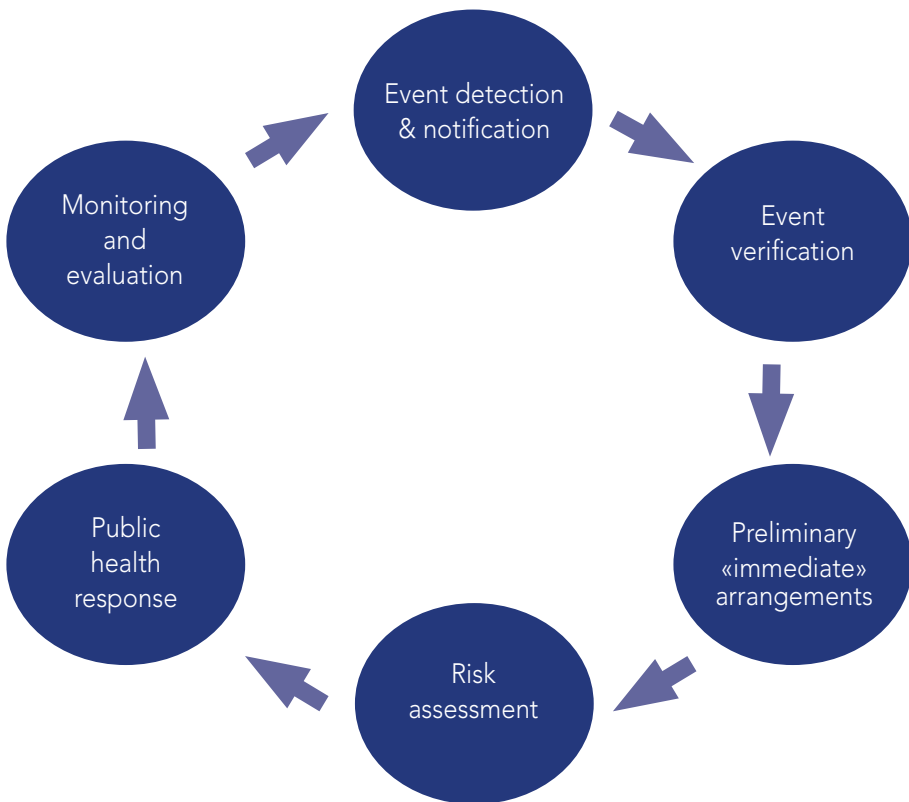 Event detection
& notification
Event
verification
Preliminary
«immediate»
arrangements
Risk
assessment
Public
health
response
Monitoring
and
evaluation